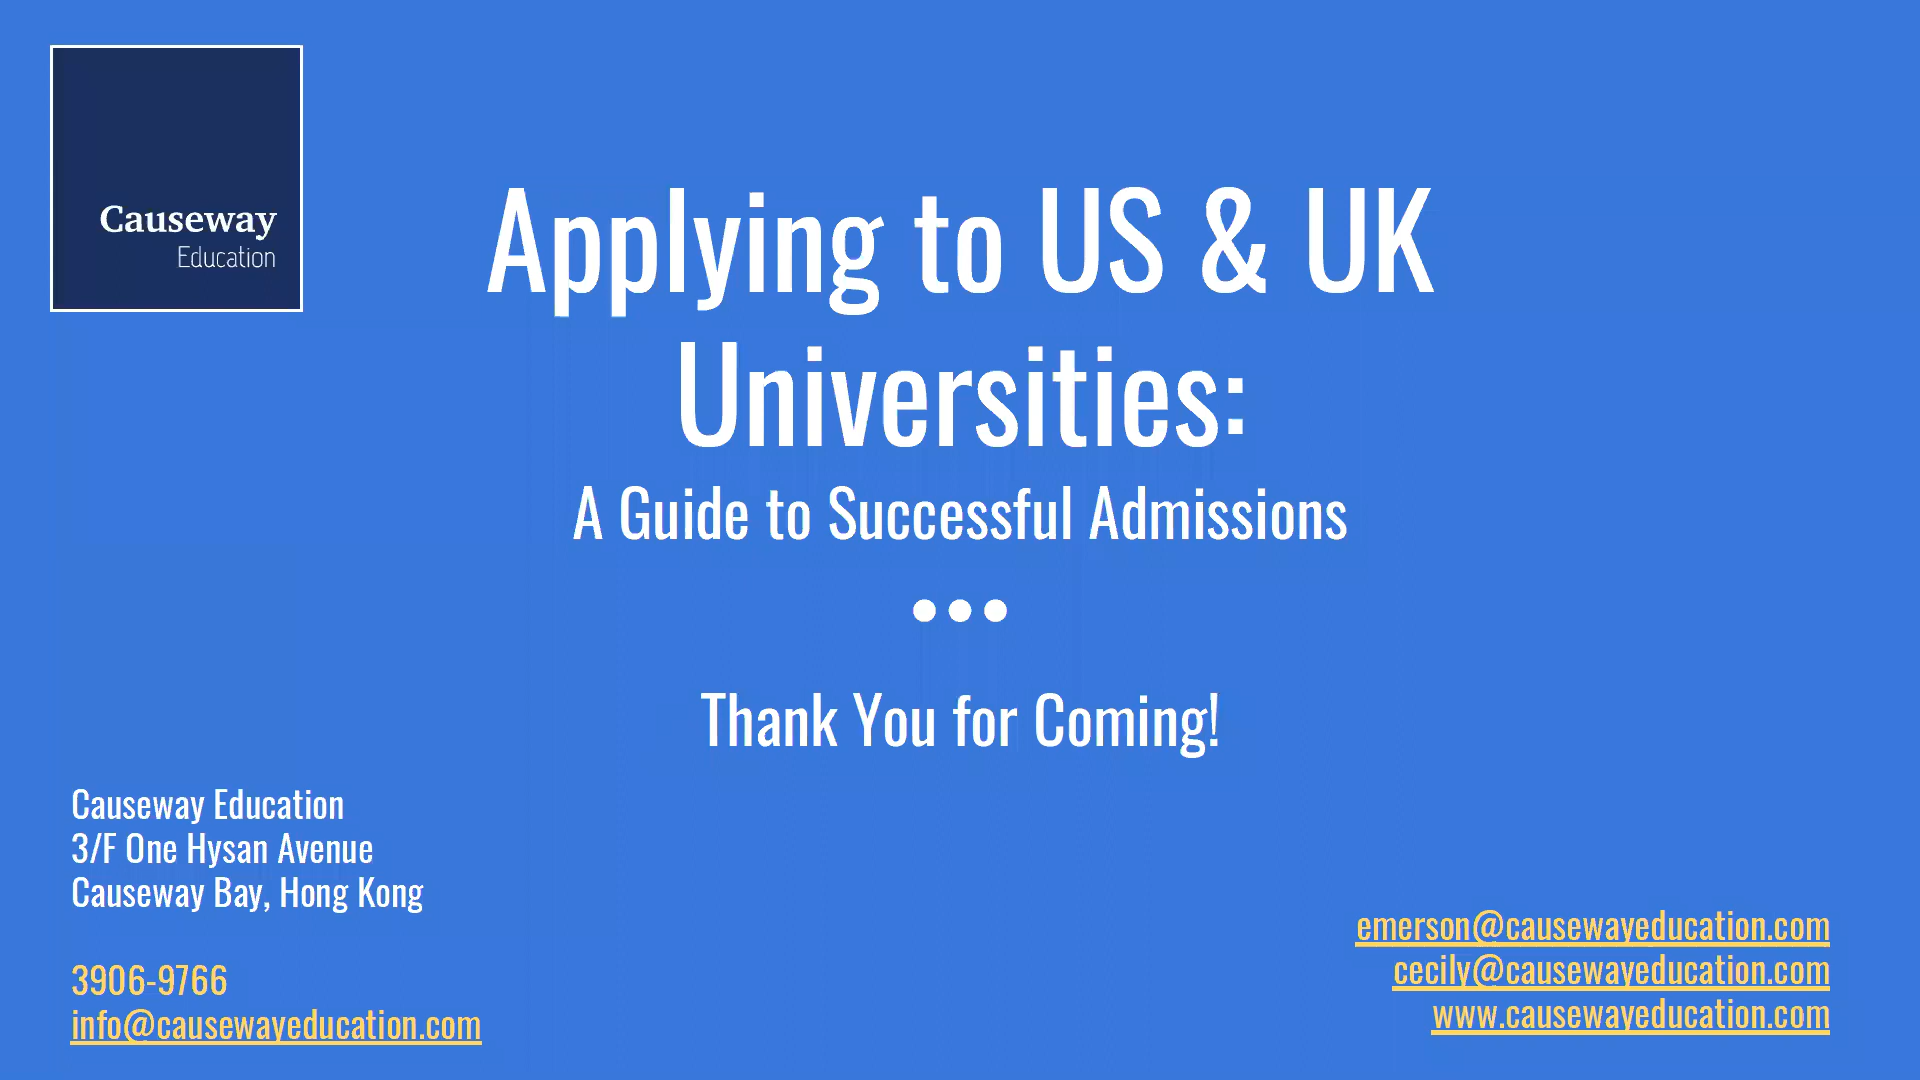 Causeway
Education
Applying to US & UK
Universities:
A Guide to Successful Admissions
Thank You for Coming!
Causeway Education
3/F One Hysan Avenue
Causeway Bay, Hong Kong
3906-9766
info@causewayeducation.com
emerson@causewayeducation.com
cecily@causewayeducation.com
www.causewayeducation.com